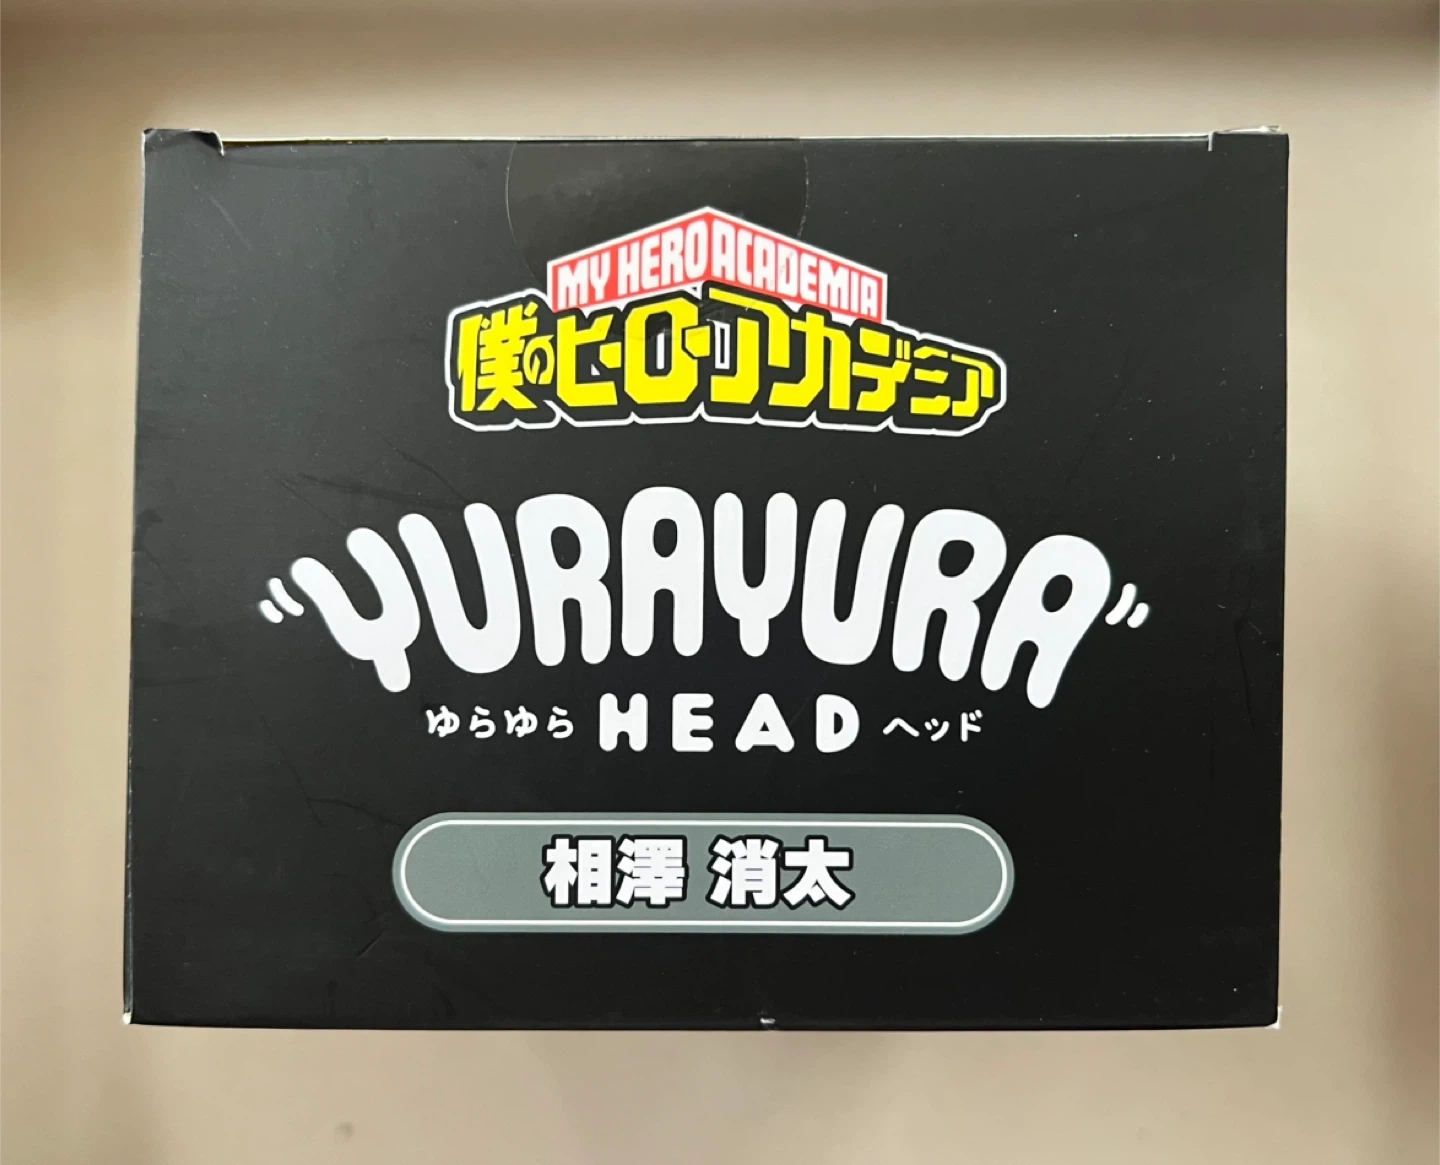 MY HERO ACADEMIA
僕のヒーローアカデミア
YURAYURA
ゆらゆら HEAD ヘッド
相澤 消太